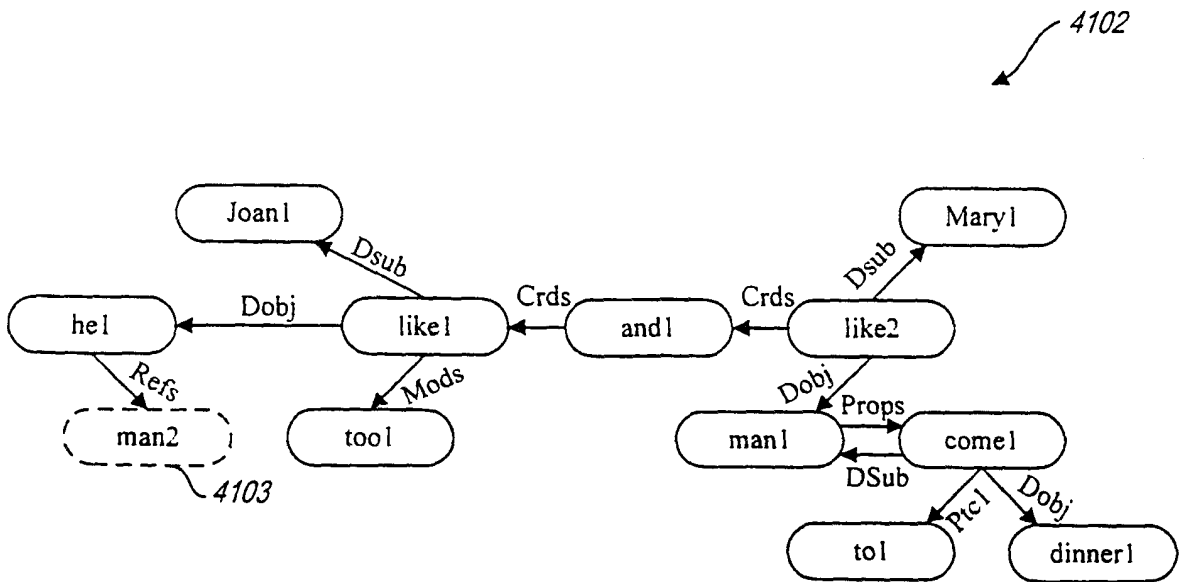 4102
Joan1
Mary1
Dsub
Dsub
he1
Dobj
like1
Crds
and1
Crds
like2
Refs
Mods
Dobj
Props
man2
too1
man1
come1
DSub
4103
Ptc1
Dobj
to1
dinner1